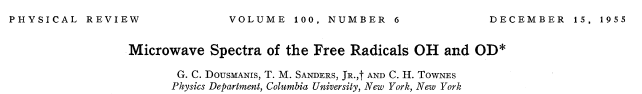 PHYSICAL REVIEW VOLUME 100, NUMBER 6 DECEMBER 15, 1955
Microwave Spectra of the Free Radicals OH and OD*
G. C. DOUSMANIS, T. M. SANDERS, JR.,† AND C. H. TOWNES
Physics Department, Columbia University, New York, New York